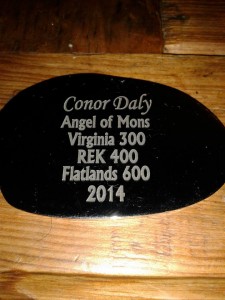 Conor Daly
Angel of Mons
Virginia 300
REK 400
Flatlands 600
2014